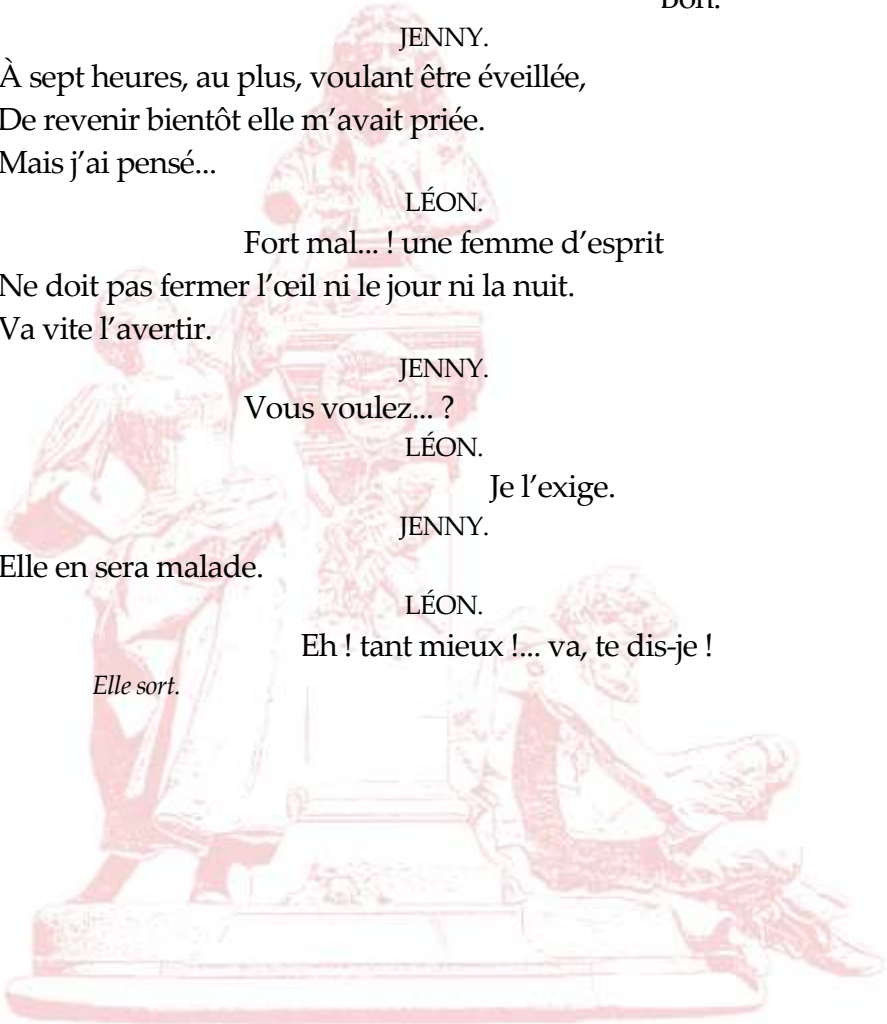 Bon.
JENNY.
À sept heures, au plus, voulant être éveillée,
De revenir bientôt elle m’avait priée.
Mais j’ai pensé...
LÉON.
Fort mal... ! une femme d’esprit
Ne doit pas fermer l’œil ni le jour ni la nuit.
Va vite l’avertir.
JENNY.
Vous voulez... ?
LÉON.
Je l’exige.
JENNY.
Elle en sera malade.
LÉON.
Eh ! tant mieux !... va, te dis-je !
Elle sort.